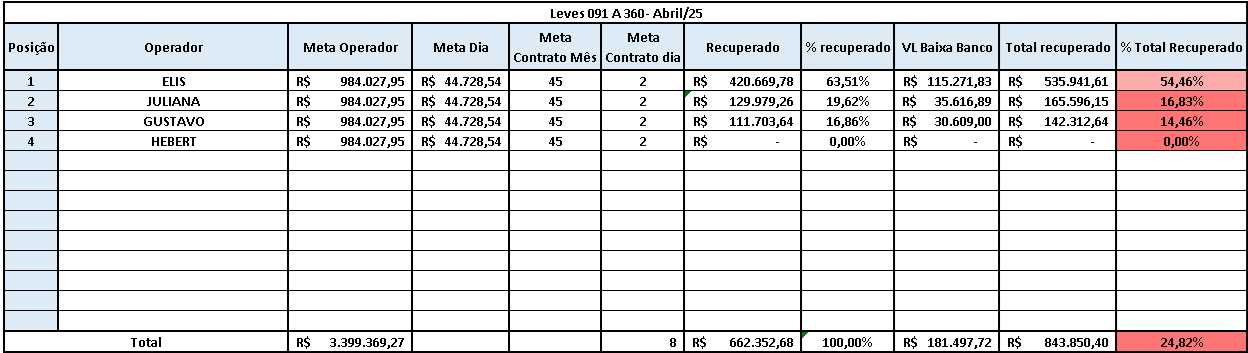 Leves 091 A 360- Abril/25
Posição Operador Meta Operador Meta Dia Meta Contrato Mês Meta Contrato dia Recuperado % recuperado VL Baixa Banco Total recuperado % Total Recuperado
1 ELIS R$ 984.027,95 R$ 44.728,54 45 2 R$ 420.669,78 63,51% R$ 115.271,83 R$ 535.941,61 54,46%
2 JULIANA R$ 984.027,95 R$ 44.728,54 45 2 R$ 129.979,26 19,62% R$ 35.616,89 R$ 165.596,15 16,83%
3 GUSTAVO R$ 984.027,95 R$ 44.728,54 45 2 R$ 111.703,64 16,86% R$ 30.609,00 R$ 142.312,64 14,46%
4 HEBERT R$ 984.027,95 R$ 44.728,54 45 2 R$ - 0,00% R$ - R$ - 0,00%
Total R$ 3.399.369,27 8 R$ 662.352,68 100,00% R$ 181.497,72 R$ 843.850,40 24,82%